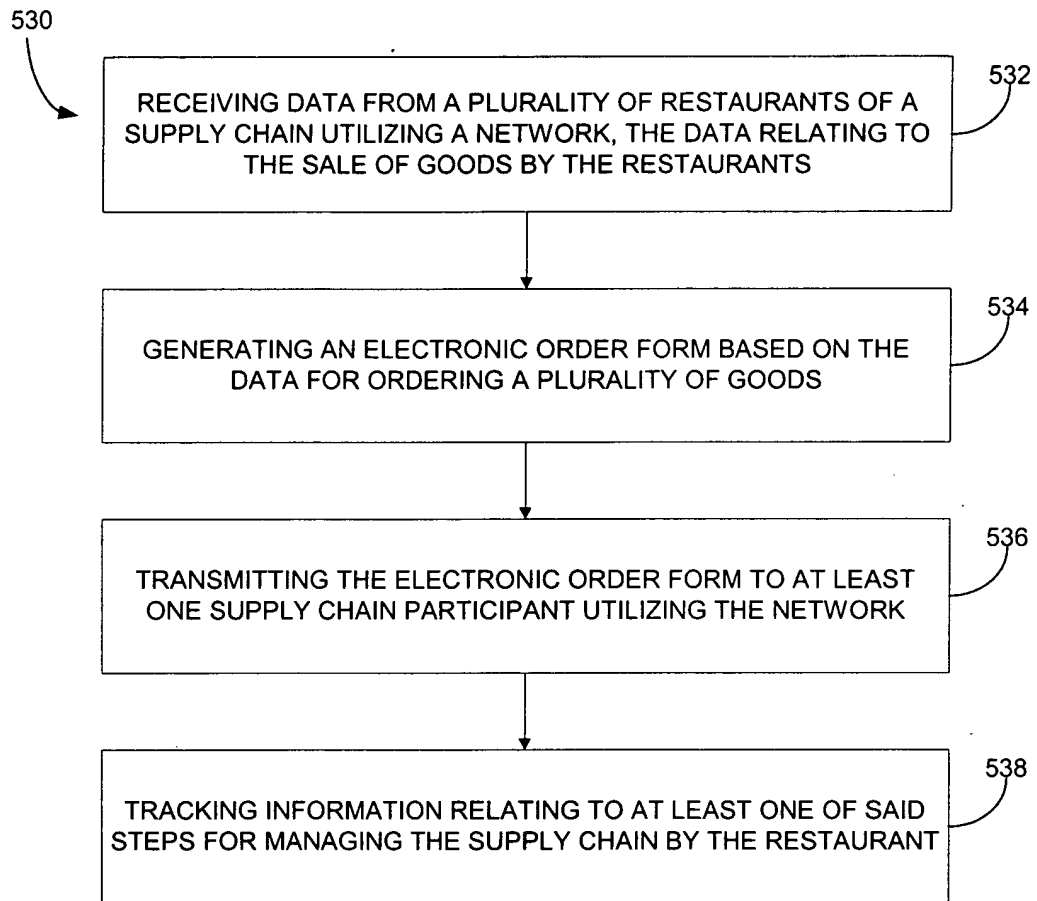 530
532
RECEIVING DATA FROM A PLURALITY OF RESTAURANTS OF A
SUPPLY CHAIN UTILIZING A NETWORK, THE DATA RELATING TO
THE SALE OF GOODS BY THE RESTAURANTS
534
GENERATING AN ELECTRONIC ORDER FORM BASED ON THE
DATA FOR ORDERING A PLURALITY OF GOODS
536
TRANSMITTING THE ELECTRONIC ORDER FORM TO AT LEAST
ONE SUPPLY CHAIN PARTICIPANT UTILIZING THE NETWORK
538
TRACKING INFORMATION RELATING TO AT LEAST ONE OF SAID
STEPS FOR MANAGING THE SUPPLY CHAIN BY THE RESTAURANT